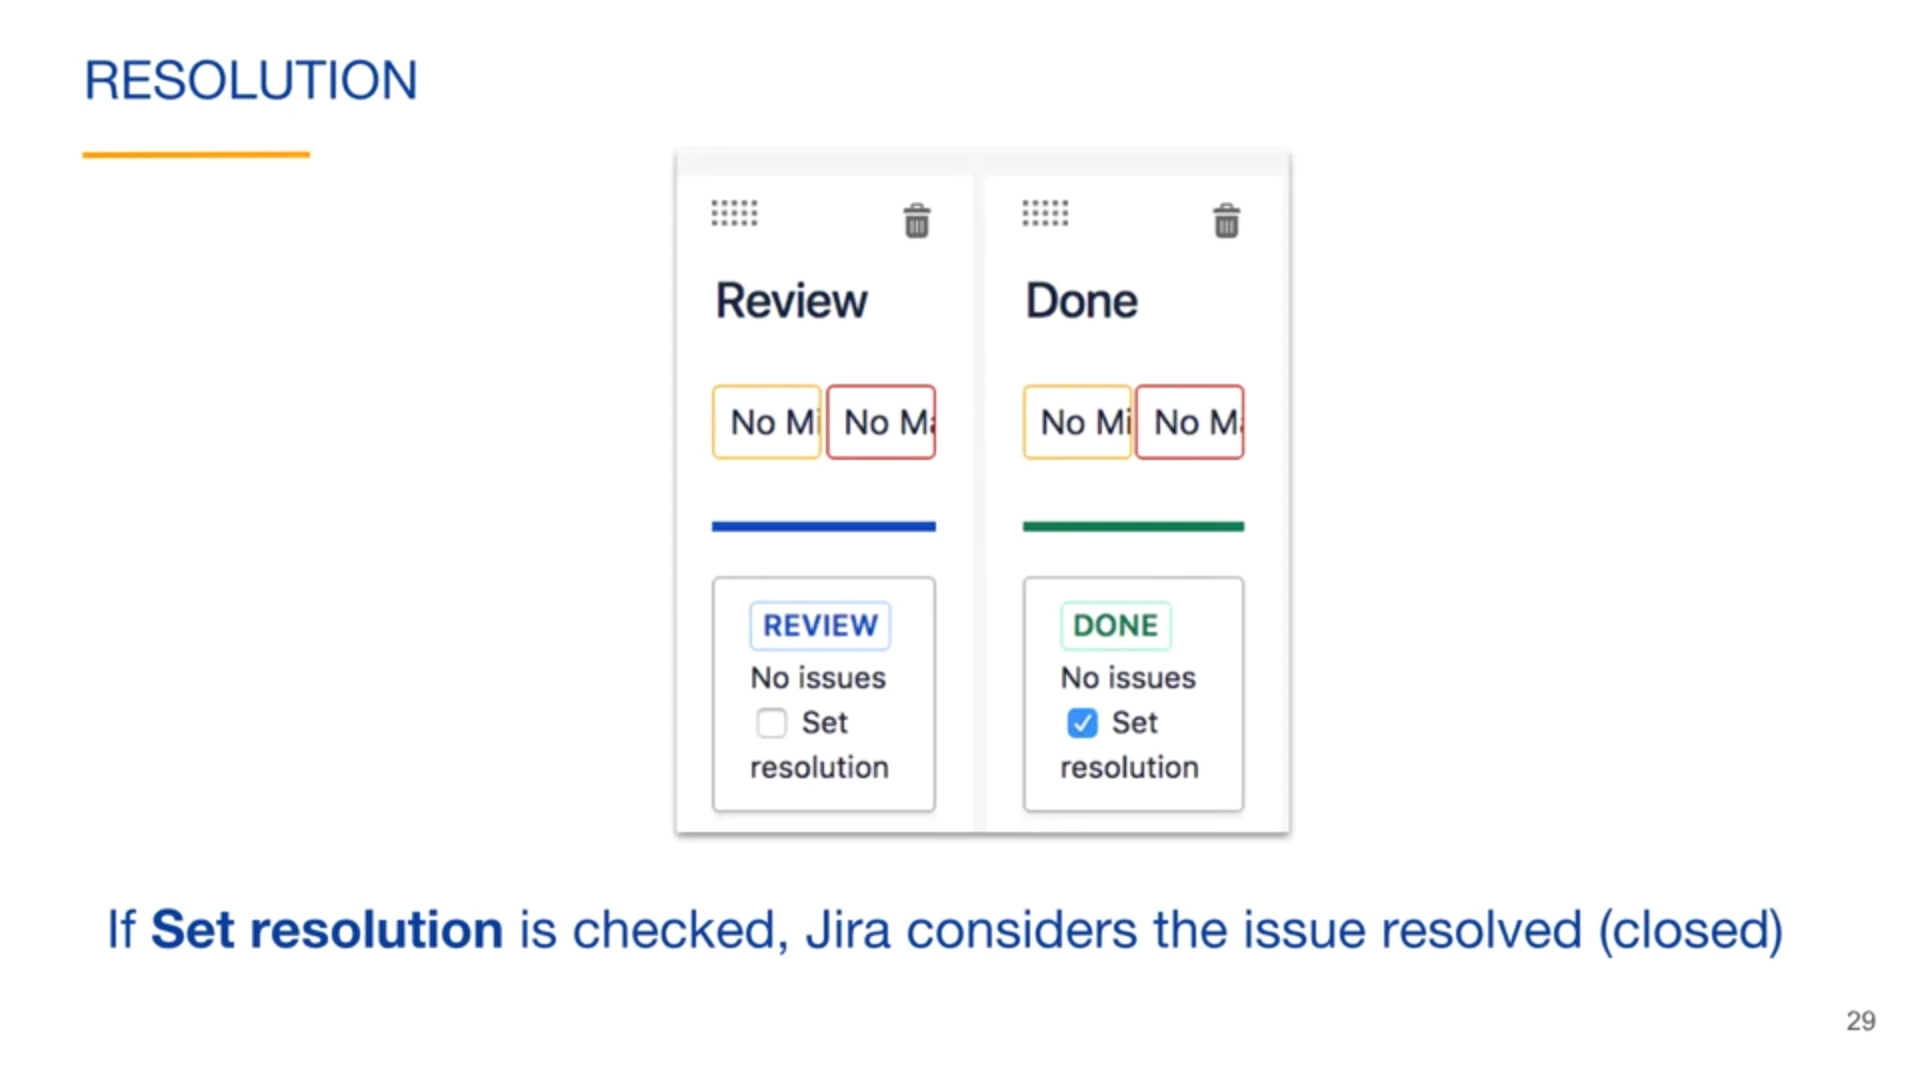 RESOLUTION
Review
Done
No Mi
No Ma
No Mi
No Ma
REVIEW
No issues
Set
resolution
DONE
No issues
Set
resolution
If Set resolution is checked, Jira considers the issue resolved (closed)
29